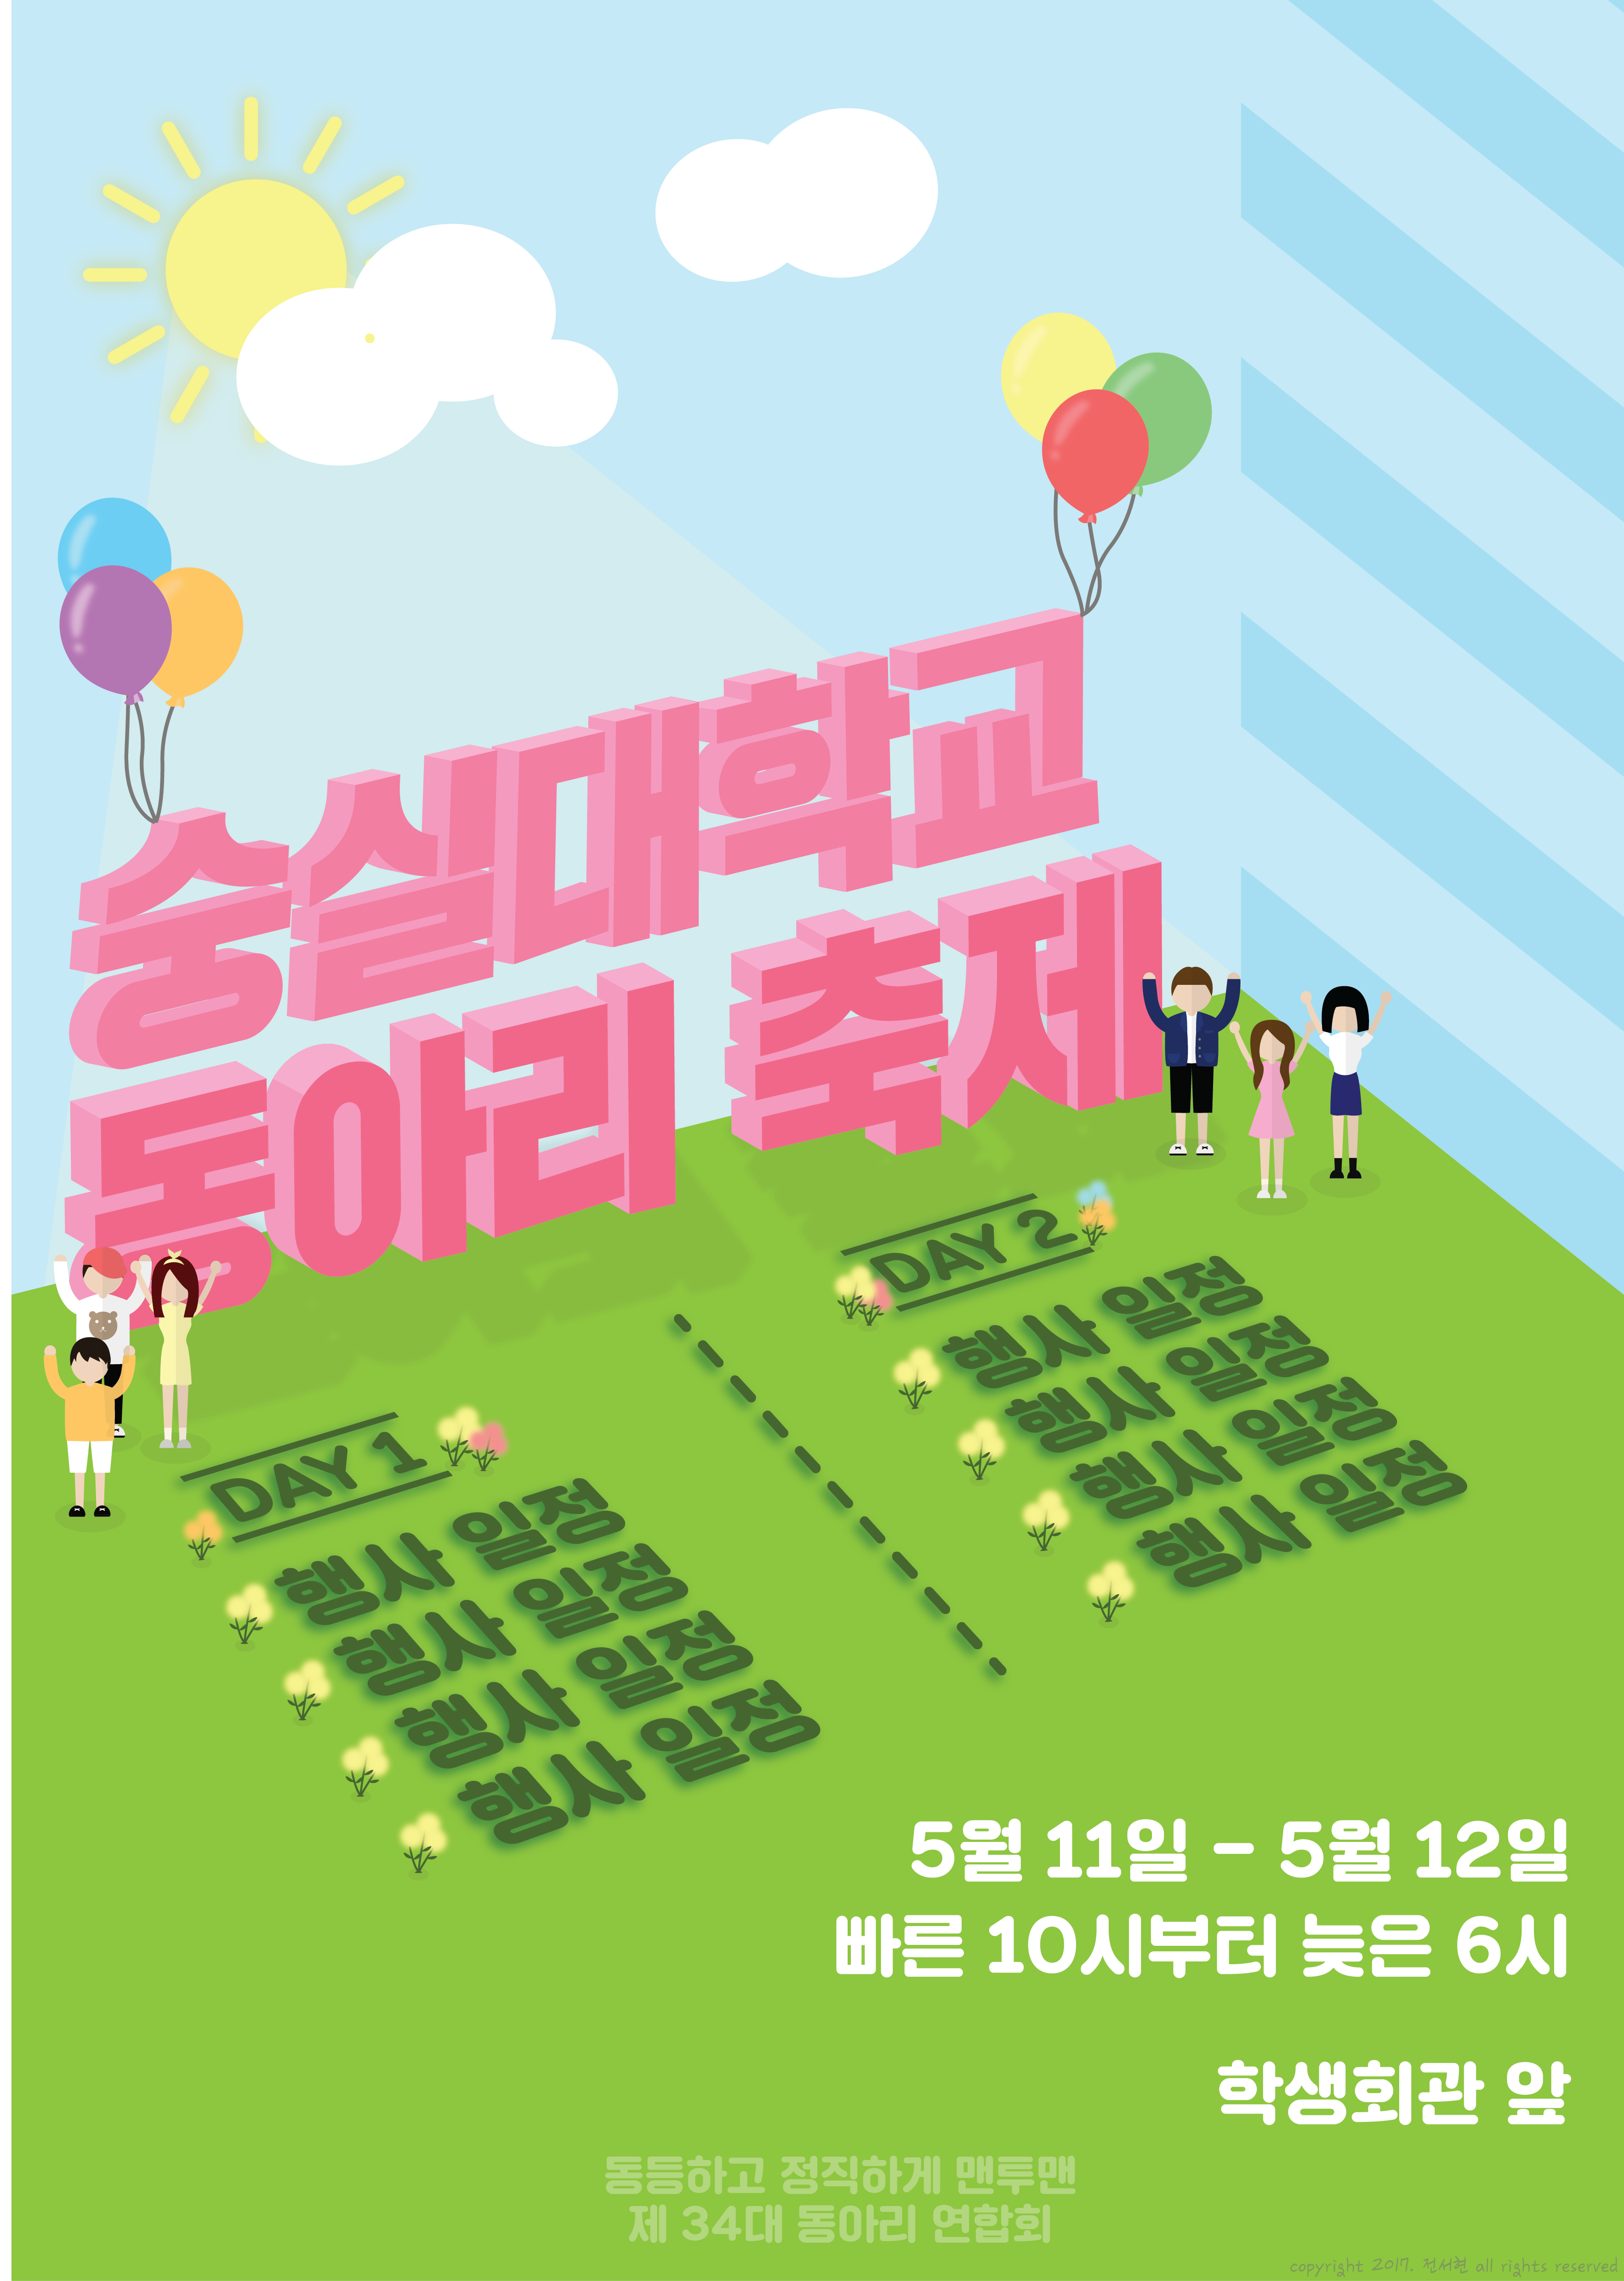 숭실대학교
동아리 축제
DAY 1
행사 일정
행사 일정
행사 일정
행사 일정
DAY 2
행사 일정
행사 일정
행사 일정
행사 일정
5월 11일 - 5월 12일
빠른 10시부터 늦은 6시
학생회관 앞
동등하고 정직하게 맨투맨
제 34대 동아리 연합회
copyright 2017. 전서현 all rights reserved